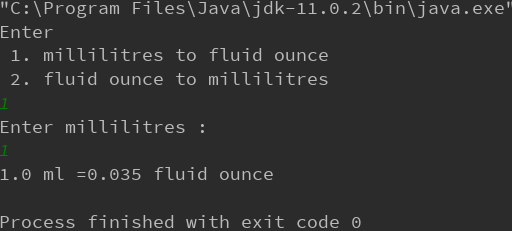 "C:\Program Files\Java\jdk-11.0.2\bin\java.exe"
Enter
1. millilitres to fluid ounce
2. fluid ounce to millilitres
1
Enter millilitres :
1
1.0 ml =0.035 fluid ounce
Process finished with exit code 0